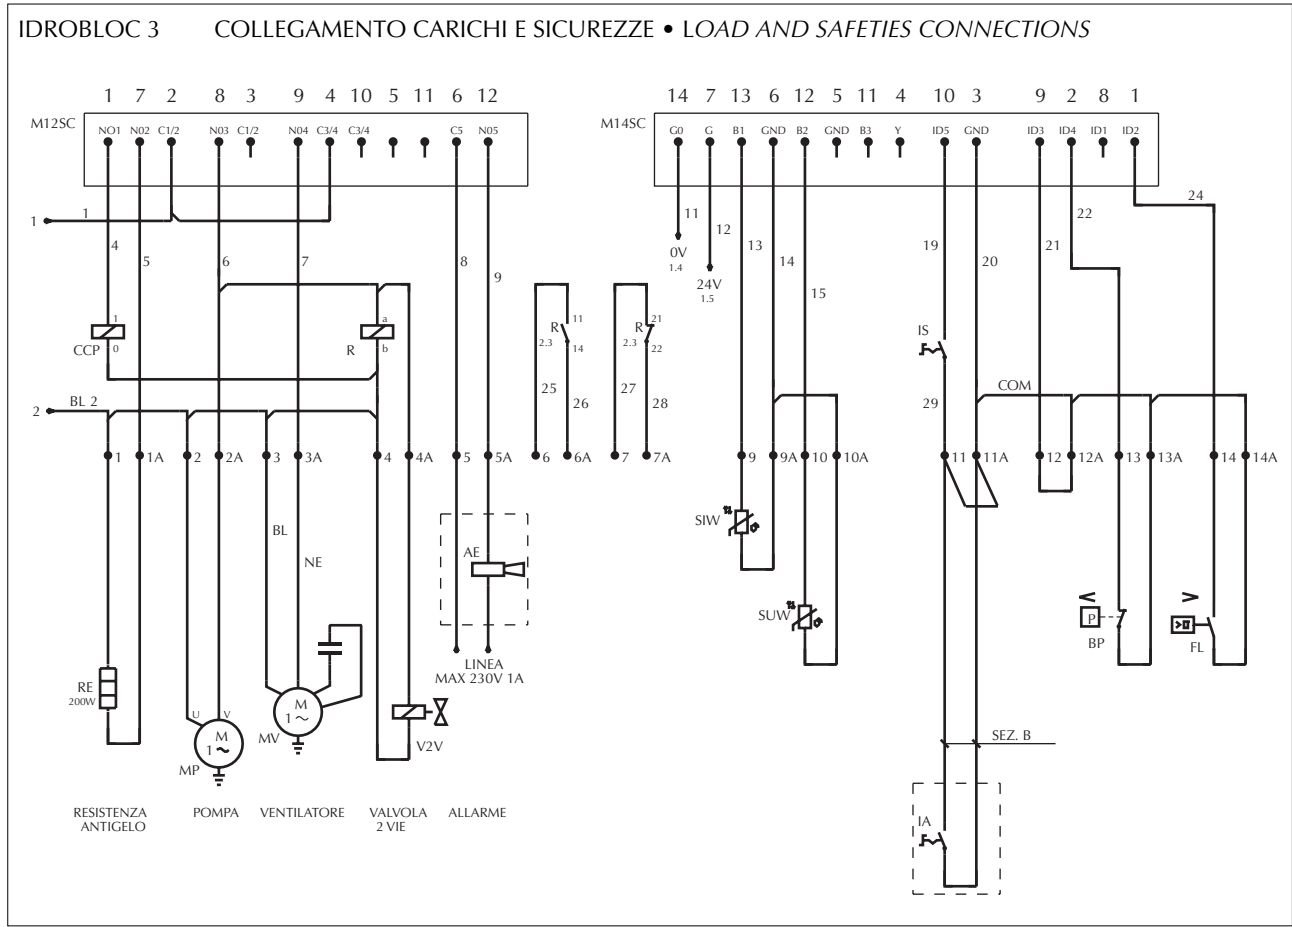 IDROBLOC 3 COLLEGAMENTO CARICHI E SICUREZZE • LOAD AND SAFETIES CONNECTIONS
1 7 2 8 3 9 4 10 5 11 6 12
14 7 13 6 12 5 11 4 10 3 9 2 8 1
M12SC
NO1 N02 C1/2 N03 C1/2 N04 C3/4 C3/4 C5 N05
M14SC
G0 G B1 GND B2 GND B3 Y ID5 GND ID3 ID4 ID1 ID2
1 1
4 5 6 7 8 9
11 12 13 14 15
19 20 21 22 24
0V
1.4
24V
1.5
CCP 1 0
R a b
R 11
2.3 14
R 21
2.3 22
25 26 27 28
IS
29
COM
2 BL 2
1 1A 2 2A 3 3A 4 4A 5 5A 6 6A 7 7A
9 9A 10 10A 11 11A 12 12A 13 13A 14 14A
BL
NE
AE
SIW
SUW
LINEA
MAX 230V 1A
RE
200W
U V
M
1 ~
MP
M
1 ~
MV
V2V
<
P
BP
>
FL
SEZ. B
IA
RESISTENZA
ANTIGELO
POMPA
VENTILATORE
VALVOLA
2 VIE
ALLARME